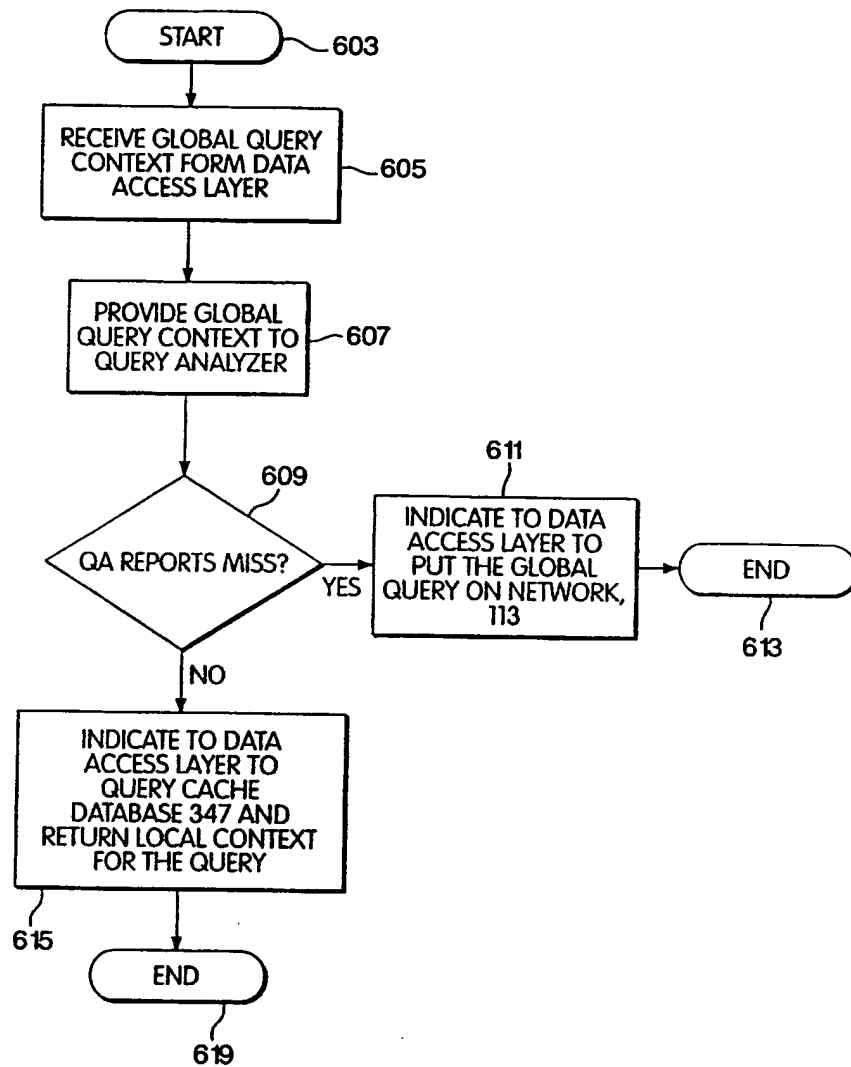 START
603
RECEIVE GLOBAL QUERY
CONTEXT FORM DATA
ACCESS LAYER
605
PROVIDE GLOBAL
QUERY CONTEXT TO
QUERY ANALYZER
607
609
QA REPORTS MISS?
YES
611
INDICATE TO DATA
ACCESS LAYER TO
PUT THE GLOBAL
QUERY ON NETWORK,
113
END
613
NO
INDICATE TO DATA
ACCESS LAYER TO
QUERY CACHE
DATABASE 347 AND
RETURN LOCAL CONTEXT
FOR THE QUERY
615
END
619